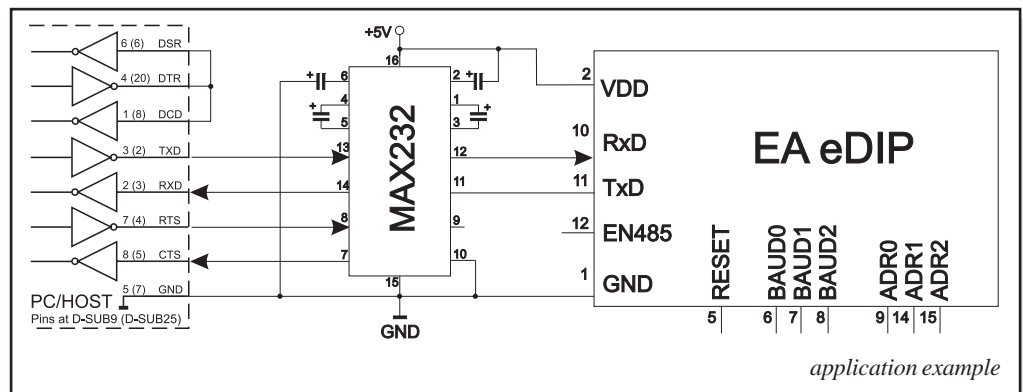 6 (6) DSR
4 (20) DTR
1 (8) DCD
3 (2) TXD
2 (3) RXD
7 (4) RTS
8 (5) CTS
5 (7) GND
PC/HOST
Pins at D-SUB9 (D-SUB25)
+5V
16
+ 6
2 +
4
1
+
+
5
3
13
12
14
11
8
9
7
10
15
MAX232
GND
2 VDD
10 RxD
11 TxD
12 EN485
1 GND
EA eDIP
RESET
BAUD0
BAUD1
BAUD2
ADR0
ADR1
ADR2
5 6 7 8 9 14 15
application example